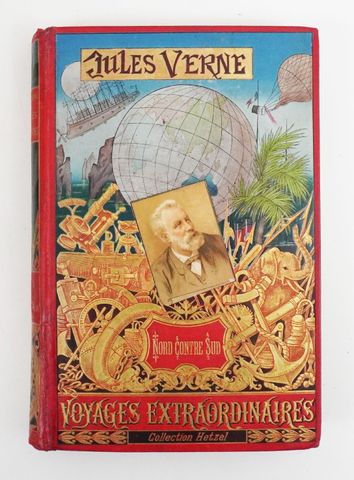 JULES VERNE
NORD CONTRE SUD
VOYAGES EXTRAORDINAIRES
Collection Hetzel